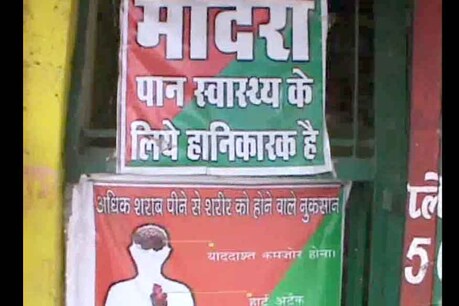 मदिरा
पान स्वास्थ्य के
लिये हानिकारक है
अधिक शराब पीने से शरीर को होने वाले नुकसान
याददाश्त कमजोर होना।
हार्ट अटैक